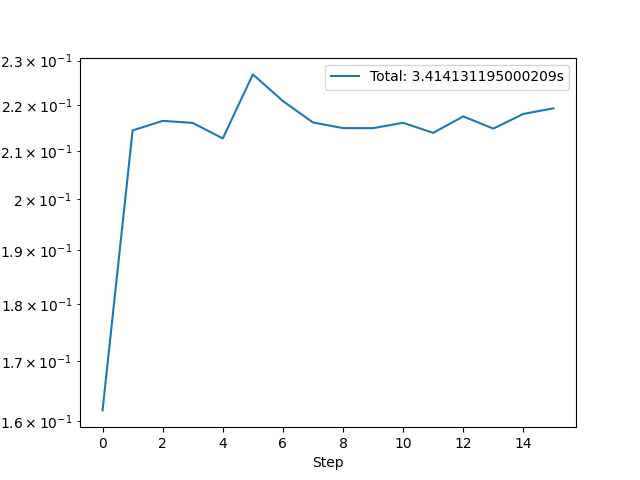 Total: 3.414131195000209s
2.3 × 10⁻¹
2.2 × 10⁻¹
2.1 × 10⁻¹
2 × 10⁻¹
1.9 × 10⁻¹
1.8 × 10⁻¹
1.7 × 10⁻¹
1.6 × 10⁻¹
0 2 4 6 8 10 12 14
Step